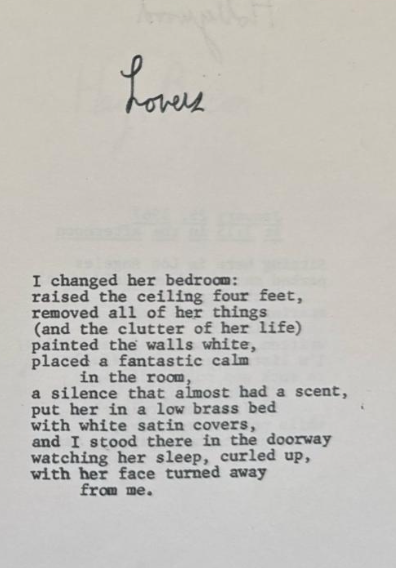 Lovers
I changed her bedroom:
raised the ceiling four feet,
removed all of her things
(and the clutter of her life)
painted the walls white,
placed a fantastic calm
in the room,
a silence that almost had a scent,
put her in a low brass bed
with white satin covers,
and I stood there in the doorway
watching her sleep, curled up,
with her face turned away
from me.